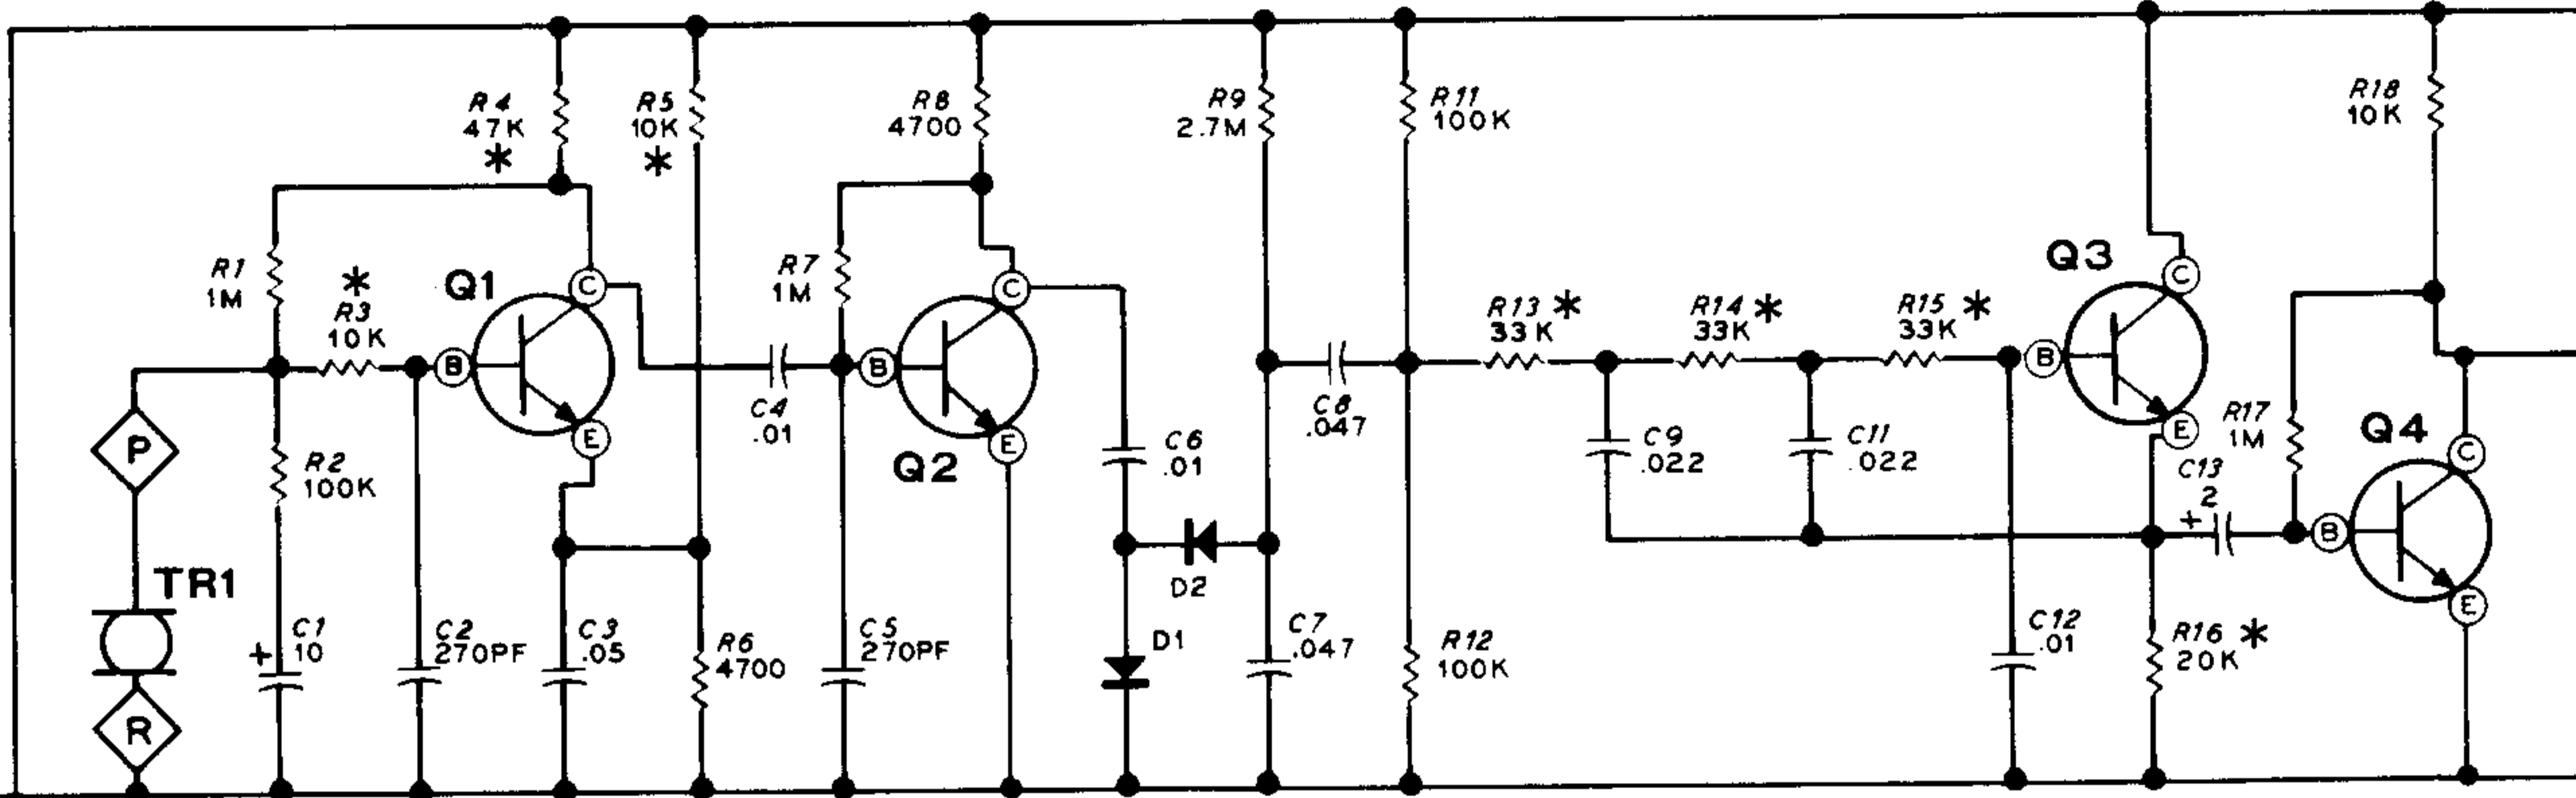 R4
47K
*
R5
10K
*
R8
4700
R9
2.7M
R11
100K
R18
10K
R1
1M
*
R3
10K
Q1
C
B
E
R7
1M
C
B
E
Q2
C4
.01
R13 *
33K
R14 *
33K
R15 *
33K
Q3
C
B
E
C8
.047
C6
.01
C9
.022
C11
.022
C13
2
+
R17
1M
Q4
C
B
E
P
R2
100K
TR1
R
C1
10
+
C2
270PF
C3
.05
R6
4700
C5
270PF
D2
D1
C7
.047
R12
100K
C12
.01
R16 *
20K